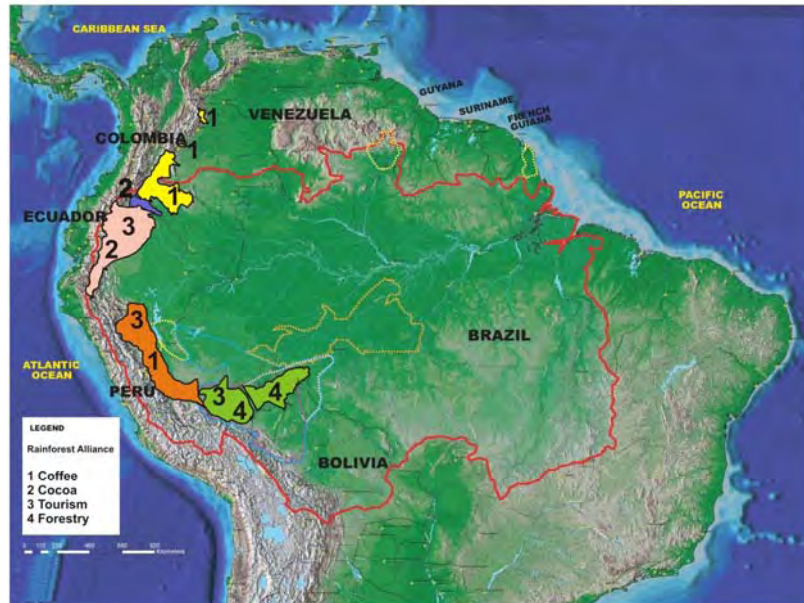 CARIBBEAN SEA
GUYANA
SURINAME
FRENCH
GUIANA
VENEZUELA
1
COLOMBIA
1
1
2
ECUADOR
3
2
PACIFIC
OCEAN
3
BRAZIL
ATLANTIC
OCEAN
1
PERU
3
4
4
BOLIVIA
LEGEND
Rainforest Alliance
1 Coffee
2 Cocoa
3 Tourism
4 Forestry
Kilometers